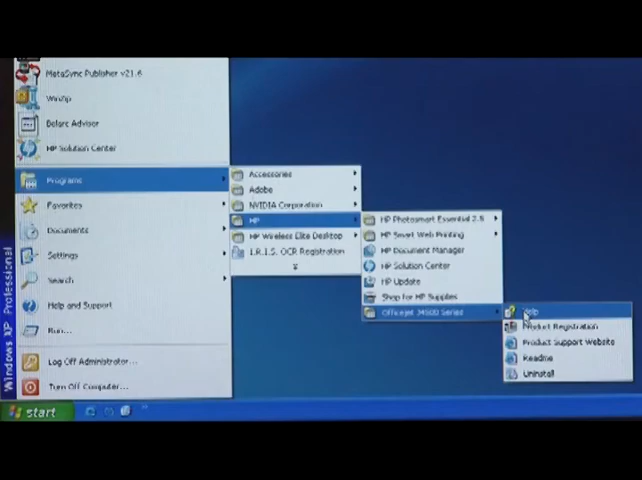 MetaSync Publisher v21.6
WinZip
Belarc Advisor
HP Solution Center
Programs
Favorites
Documents
Settings
Search
Help and Support
Run...
Log Off Administrator...
Turn Off Computer...
start
Windows XP Professional
Accessories
Adobe
NVIDIA Corporation
HP
HP Wireless Elite Desktop
I.R.I.S. OCR Registration
HP Photosmart Essential 2.5
HP Smart Web Printing
HP Document Manager
HP Solution Center
HP Update
Shop for HP Supplies
Officejet J4500 Series
Help
Product Registration
Product Support Website
Readme
Uninstall